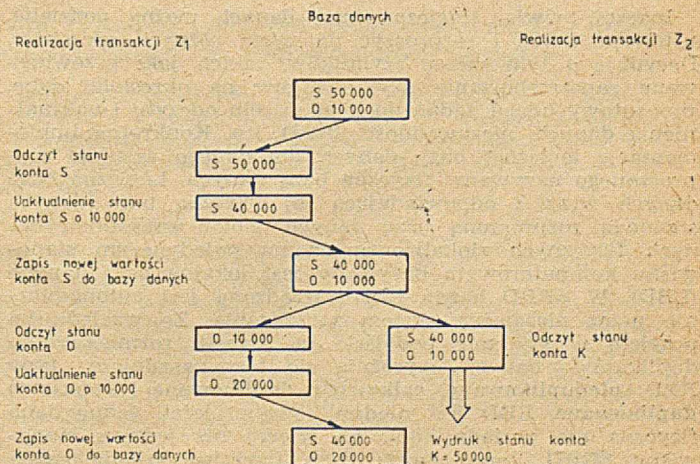 Baza danych
Realizacja transakcji Z1
Realizacja transakcji Z2
S 50 000
O 10 000
Odczyt stanu
konta S
S 50 000
Uaktualnienie stanu
konta S o 10 000
S 40 000
Zapis nowej wartości
konta S do bazy danych
S 40 000
O 10 000
Odczyt stanu
konta O
O 10 000
S 40 000
O 10 000
Odczyt stanu
konta K
Uaktualnienie stanu
konta O o 10 000
O 20 000
Zapis nowej wartości
konta O do bazy danych
S 40 000
O 20 000
Wydruk stanu konta
K = 50 000